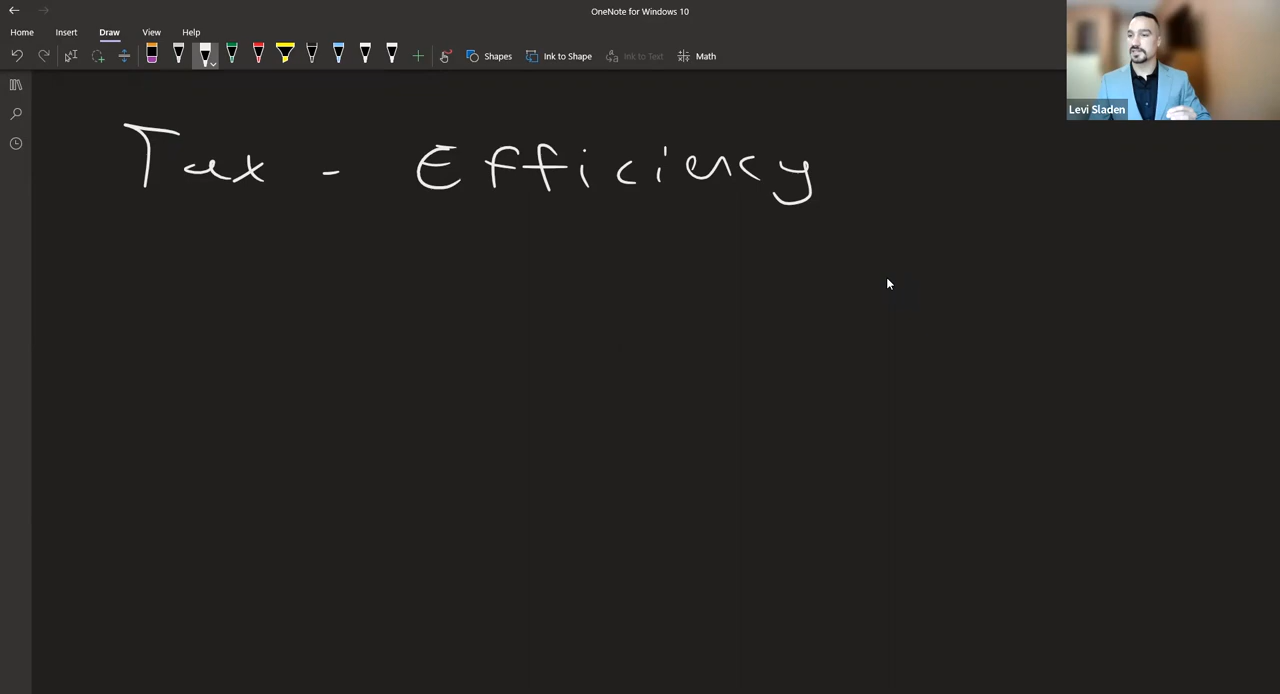 OneNote for Windows 10
Home Insert Draw View Help
Shapes Ink to Shape Ink to Text Math
Levi Sladen
Tax - Efficiency